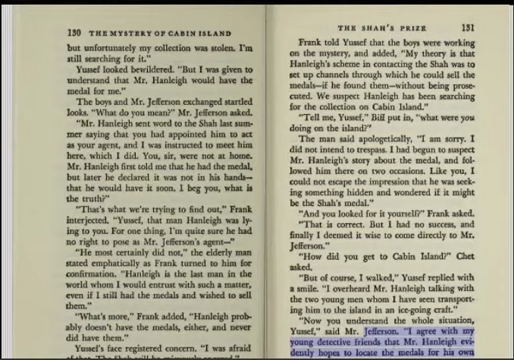 130 THE MYSTERY OF CABIN ISLAND
but unfortunately my collection was stolen. I'm
still searching for it."
Yussef looked bewildered. "But I was given to
understand that Mr. Hanleigh would have the
medal for me."
The boys and Mr. Jefferson exchanged startled
looks. "What do you mean?" Mr. Jefferson asked.
"Mr. Hanleigh sent word to the Shah last sum-
mer saying that you had appointed him to act
as your agent, and I was instructed to meet him
here, which I did. You, sir, were not at home.
Mr. Hanleigh first told me that he had the medal,
but later he declared it was not in his hands—
that he would have it soon. I beg you, what is
the truth?"
"That's what we're trying to find out," Frank
interjected. "Yussef, that man Hanleigh was ly-
ing to you. For one thing, I'm quite sure he had
no right to pose as Mr. Jefferson's agent—"
"He most certainly did not," the elderly man
stated emphatically as Frank turned to him for
confirmation. "Hanleigh is the last man in the
world whom I would entrust with such a matter,
even if I still had the medals and wished to sell
them."
"What's more," Frank added, "Hanleigh prob-
ably doesn't have the medals, either, and never
did have them."
Yussef's face registered concern. "I was afraid
THE SHAH'S PRIZE 131
Frank told Yussef that the boys were working
on the mystery, and added, "My theory is that
Hanleigh's scheme in contacting the Shah was to
set up channels through which he could sell the
medals—if he found them—without being prose-
cuted. We suspect Hanleigh has been searching
for the collection on Cabin Island."
"Tell me, Yussef," Biff put in, "what were you
doing on the island?"
The man said apologetically, "I am sorry. I
did not intend to trespass. I had begun to suspect
Mr. Hanleigh's story about the medal, and fol-
lowed him there on two occasions. Like you, I
could not escape the impression that he was seek-
ing something hidden and wondered if it might
be the Shah's medal."
"And you looked for it yourself?" Frank asked.
"That is correct. But I had no success, and
finally I deemed it wise to come directly to Mr.
Jefferson."
"How did you get to Cabin Island?" Chet
asked.
"But of course, I walked," Yussef replied with
a smile. "I overheard Mr. Hanleigh talking with
the two young men whom I have seen transport-
ing him to the island in an ice-going craft."
"Now you understand the whole situation,
Yussef," said Mr. Jefferson. "I agree with my
young detective friends that Mr. Hanleigh evi-
dently hopes to locate the medals for his own